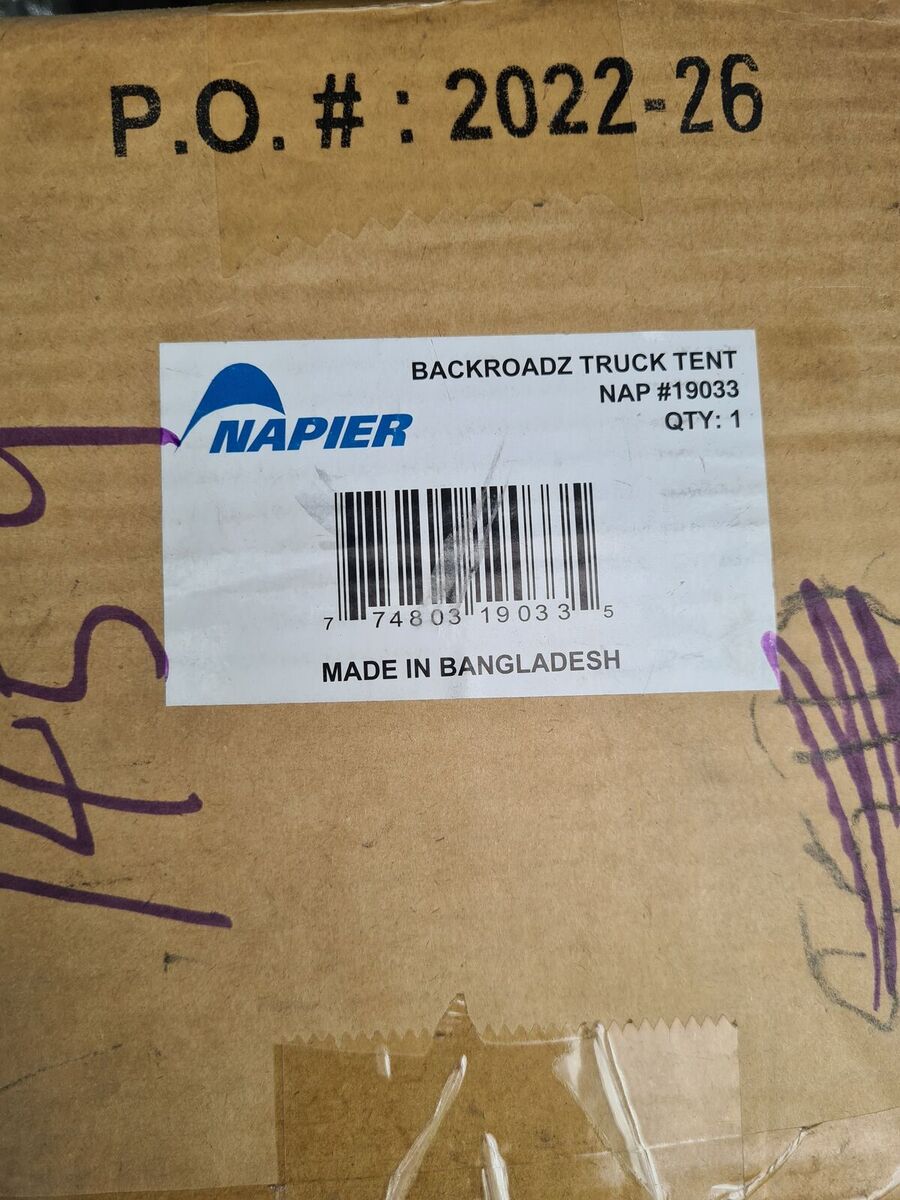 P.O. # : 2022-26
BACKROADZ TRUCK TENT
NAP #19033
QTY: 1
NAPIER
7 74803 19033 5
MADE IN BANGLADESH